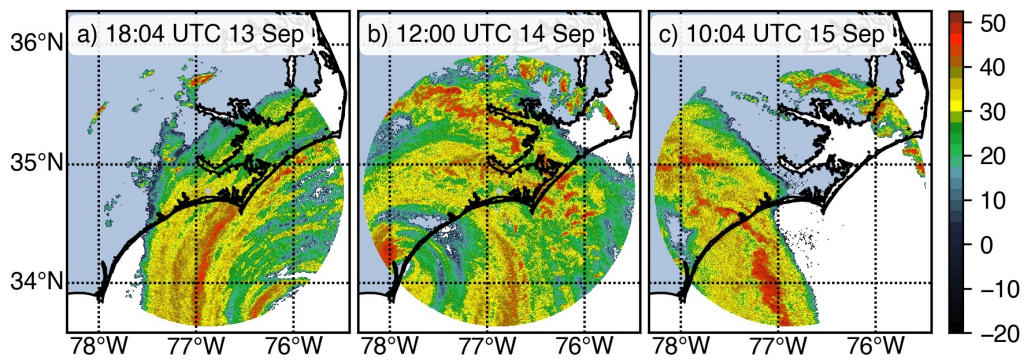 a) 18:04 UTC 13 Sep
b) 12:00 UTC 14 Sep
c) 10:04 UTC 15 Sep
36°N
35°N
34°N
78°W 77°W 76°W
78°W 77°W 76°W
78°W 77°W 76°W
50
40
30
20
10
0
−10
−20